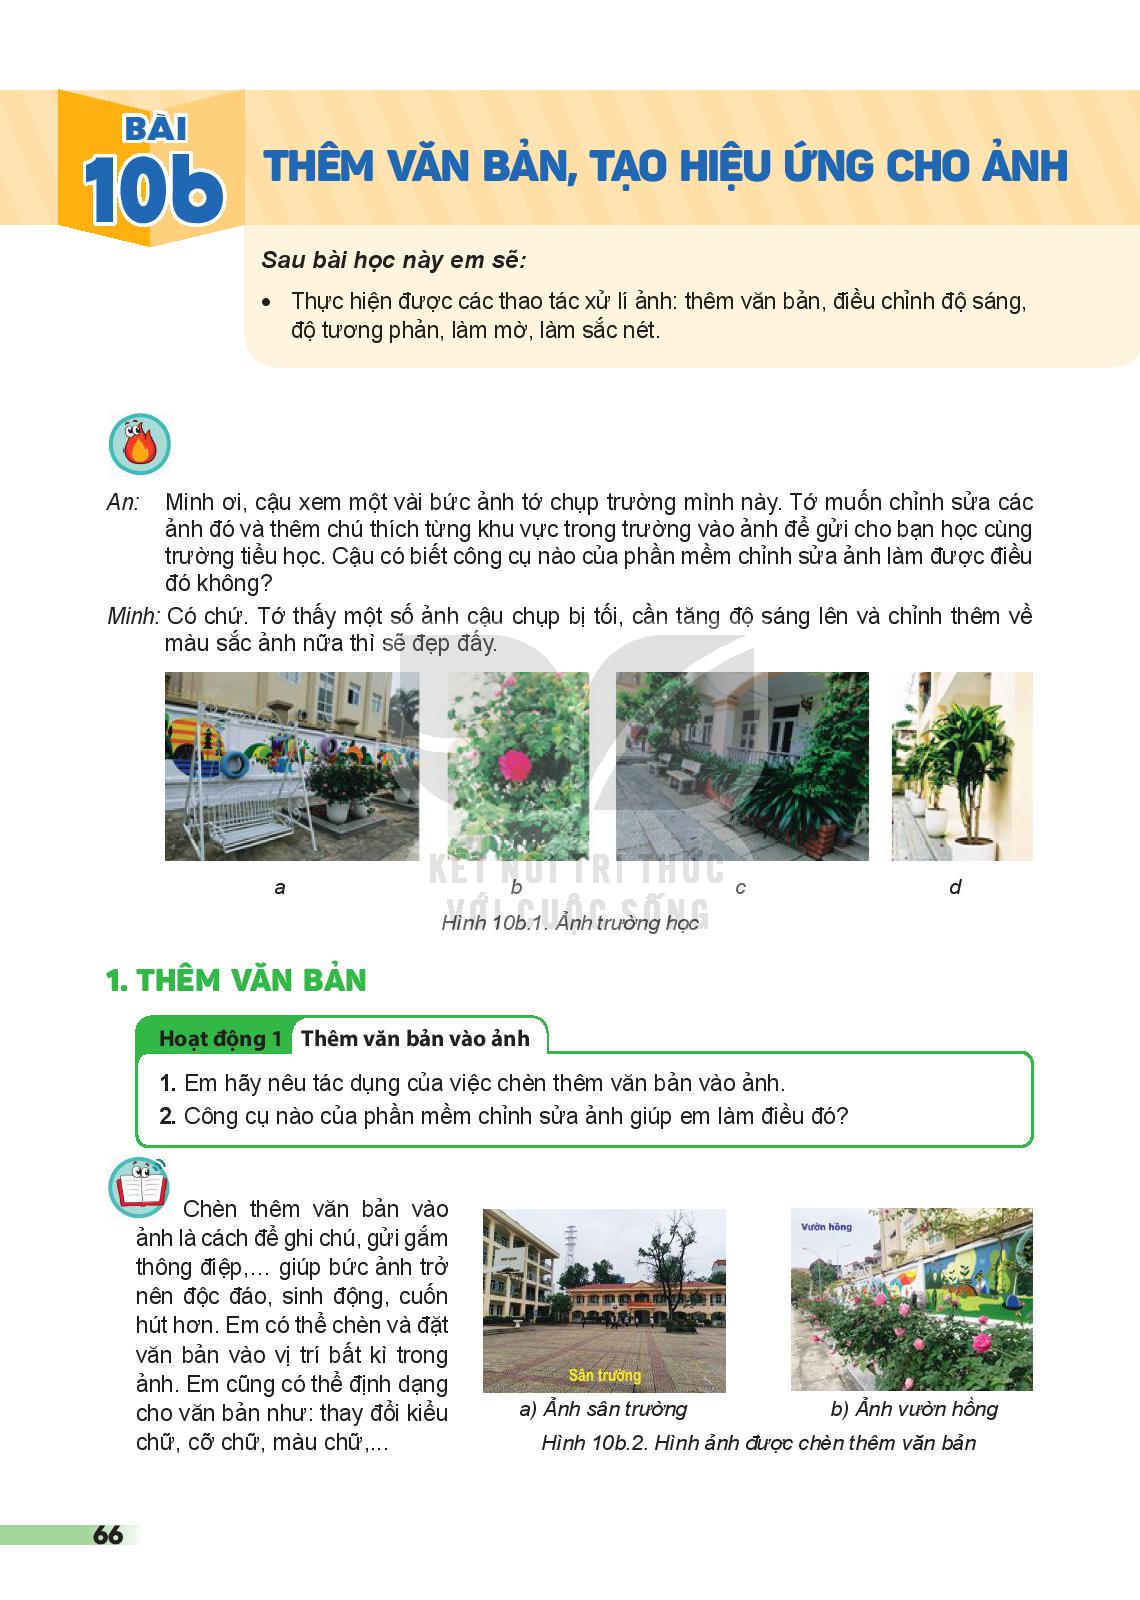 BÀI
10b
THÊM VĂN BẢN, TẠO HIỆU ỨNG CHO ẢNH
Sau bài học này em sẽ:
• Thực hiện được các thao tác xử lí ảnh: thêm văn bản, điều chỉnh độ sáng,
độ tương phản, làm mờ, làm sắc nét.
An: Minh ơi, cậu xem một vài bức ảnh tớ chụp trường mình này. Tớ muốn chỉnh sửa các
ảnh đó và thêm chú thích từng khu vực trong trường vào ảnh để gửi cho bạn học cùng
trường tiểu học. Cậu có biết công cụ nào của phần mềm chỉnh sửa ảnh làm được điều
đó không?
Minh: Có chứ. Tớ thấy một số ảnh cậu chụp bị tối, cần tăng độ sáng lên và chỉnh thêm về
màu sắc ảnh nữa thì sẽ đẹp đấy.
KẾT NỐI TRI THỨC
VỚI CUỘC SỐNG
a b c d
Hình 10b.1. Ảnh trường học
1. THÊM VĂN BẢN
Hoạt động 1 Thêm văn bản vào ảnh
1. Em hãy nêu tác dụng của việc chèn thêm văn bản vào ảnh.
2. Công cụ nào của phần mềm chỉnh sửa ảnh giúp em làm điều đó?
Chèn thêm văn bản vào
ảnh là cách để ghi chú, gửi gắm
thông điệp,... giúp bức ảnh trở
nên độc đáo, sinh động, cuốn
hút hơn. Em có thể chèn và đặt
văn bản vào vị trí bất kì trong
ảnh. Em cũng có thể định dạng
cho văn bản như: thay đổi kiểu
chữ, cỡ chữ, màu chữ,...
Sân trường
Vườn hồng
a) Ảnh sân trường
b) Ảnh vườn hồng
Hình 10b.2. Hình ảnh được chèn thêm văn bản
66